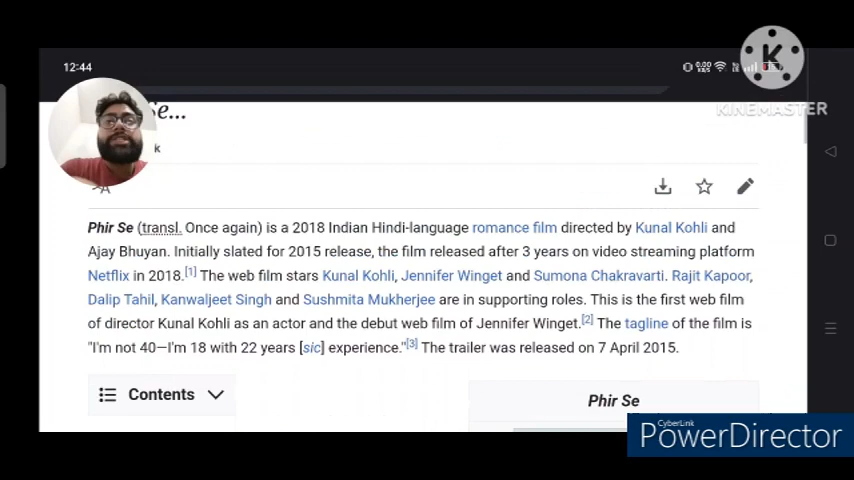 12:44
KINEMASTER
Se...
k
Phir Se (transl. Once again) is a 2018 Indian Hindi-language romance film directed by Kunal Kohli and
Ajay Bhuyan. Initially slated for 2015 release, the film released after 3 years on video streaming platform
Netflix in 2018.[1] The web film stars Kunal Kohli, Jennifer Winget and Sumona Chakravarti. Rajit Kapoor,
Dalip Tahil, Kanwaljeet Singh and Sushmita Mukherjee are in supporting roles. This is the first web film
of director Kunal Kohli as an actor and the debut web film of Jennifer Winget.[2] The tagline of the film is
"I'm not 40—I'm 18 with 22 years [sic] experience."[3] The trailer was released on 7 April 2015.
Contents
Phir Se
CyberLink
PowerDirector